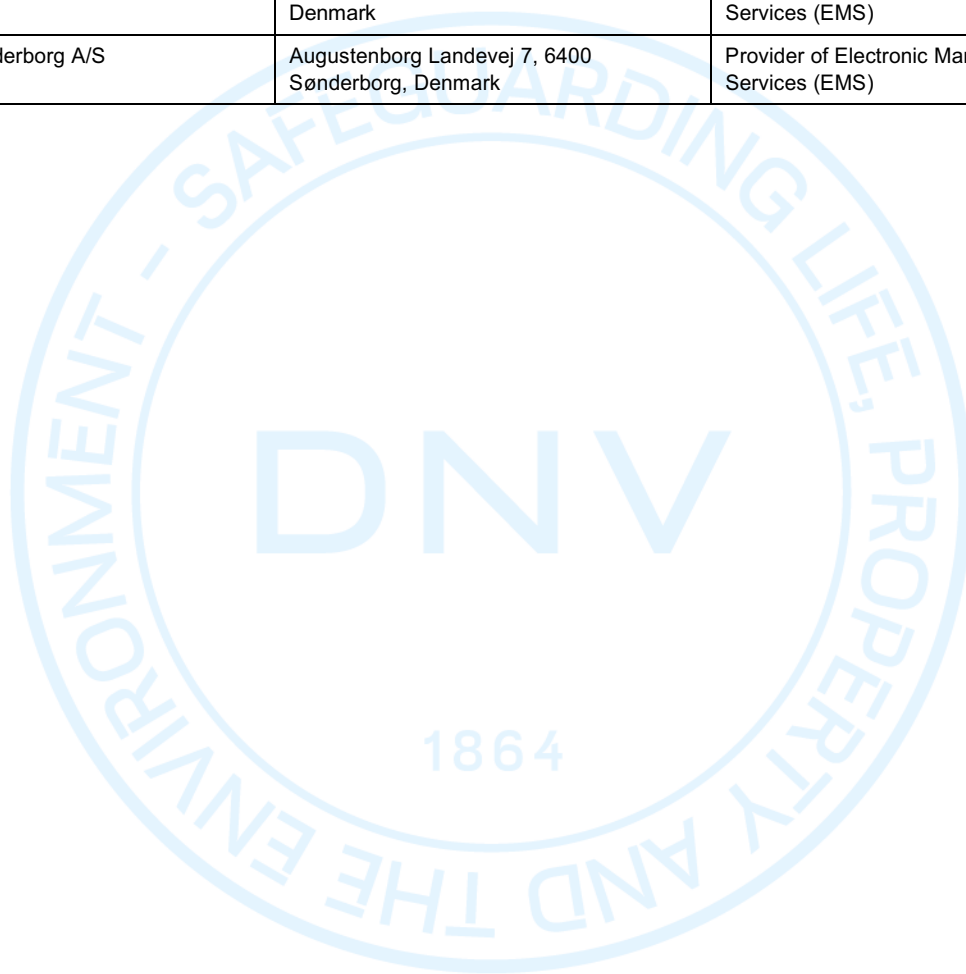 Denmark
Services (EMS)
derborg A/S
Augustenborg Landevej 7, 6400
Sønderborg, Denmark
Provider of Electronic Mar
Services (EMS)
- SAFEGUARDING LIFE, PROPERTY AND THE ENVIRONMENT
DNV
1864